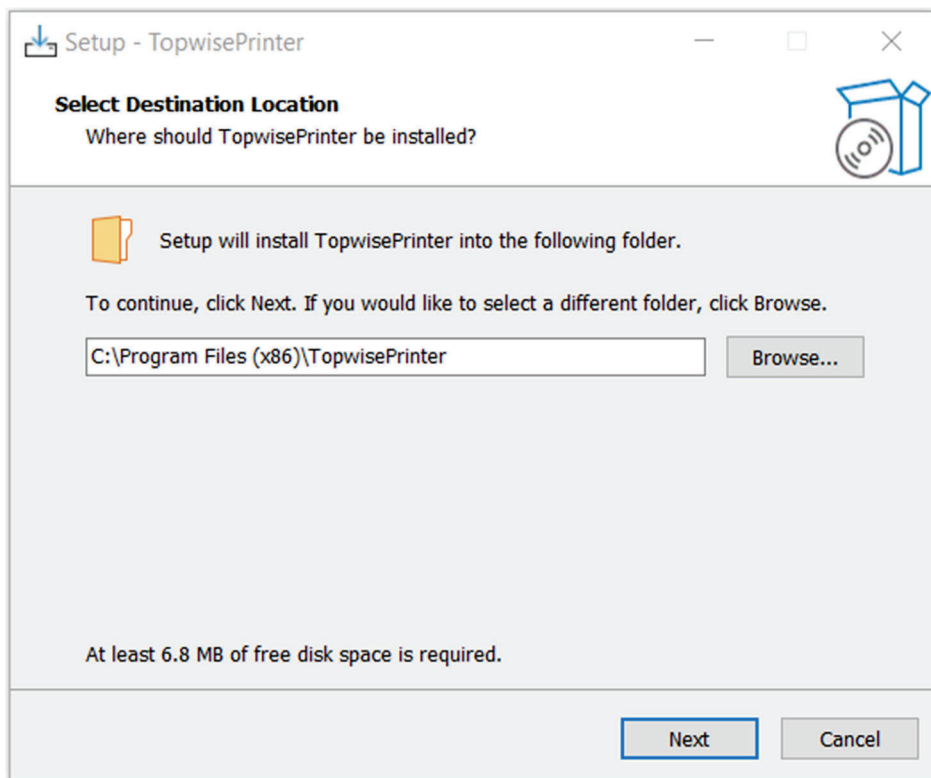 Setup - TopwisePrinter
Select Destination Location
Where should TopwisePrinter be installed?
Setup will install TopwisePrinter into the following folder.
To continue, click Next. If you would like to select a different folder, click Browse.
C:\Program Files (x86)\TopwisePrinter
Browse...
At least 6.8 MB of free disk space is required.
Next
Cancel